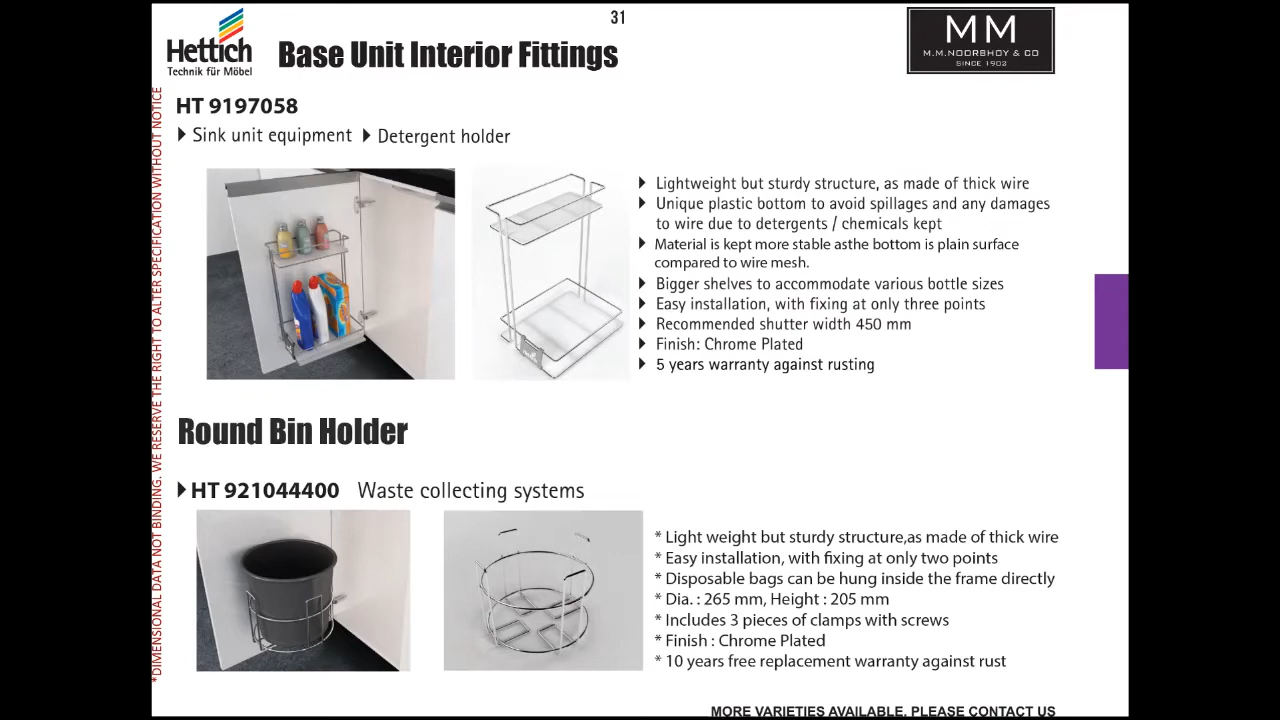 31
Hettich
Technik für Möbel
Base Unit Interior Fittings
MM
M.M.NOORBHOY & CO
SINCE 1902
*DIMENSIONAL DATA NOT BINDING. WE RESERVE THE RIGHT TO ALTER SPECIFICATION WITHOUT NOTICE
HT 9197058
Sink unit equipment Detergent holder
Lightweight but sturdy structure, as made of thick wire
Unique plastic bottom to avoid spillages and any damages
to wire due to detergents / chemicals kept
Material is kept more stable asthe bottom is plain surface
compared to wire mesh.
Bigger shelves to accommodate various bottle sizes
Easy installation, with fixing at only three points
Recommended shutter width 450 mm
Finish: Chrome Plated
5 years warranty against rusting
Round Bin Holder
HT 921044400 Waste collecting systems
* Light weight but sturdy structure,as made of thick wire
* Easy installation, with fixing at only two points
* Disposable bags can be hung inside the frame directly
* Dia. : 265 mm, Height : 205 mm
* Includes 3 pieces of clamps with screws
* Finish : Chrome Plated
* 10 years free replacement warranty against rust
MORE VARIETIES AVAILABLE. PLEASE CONTACT US